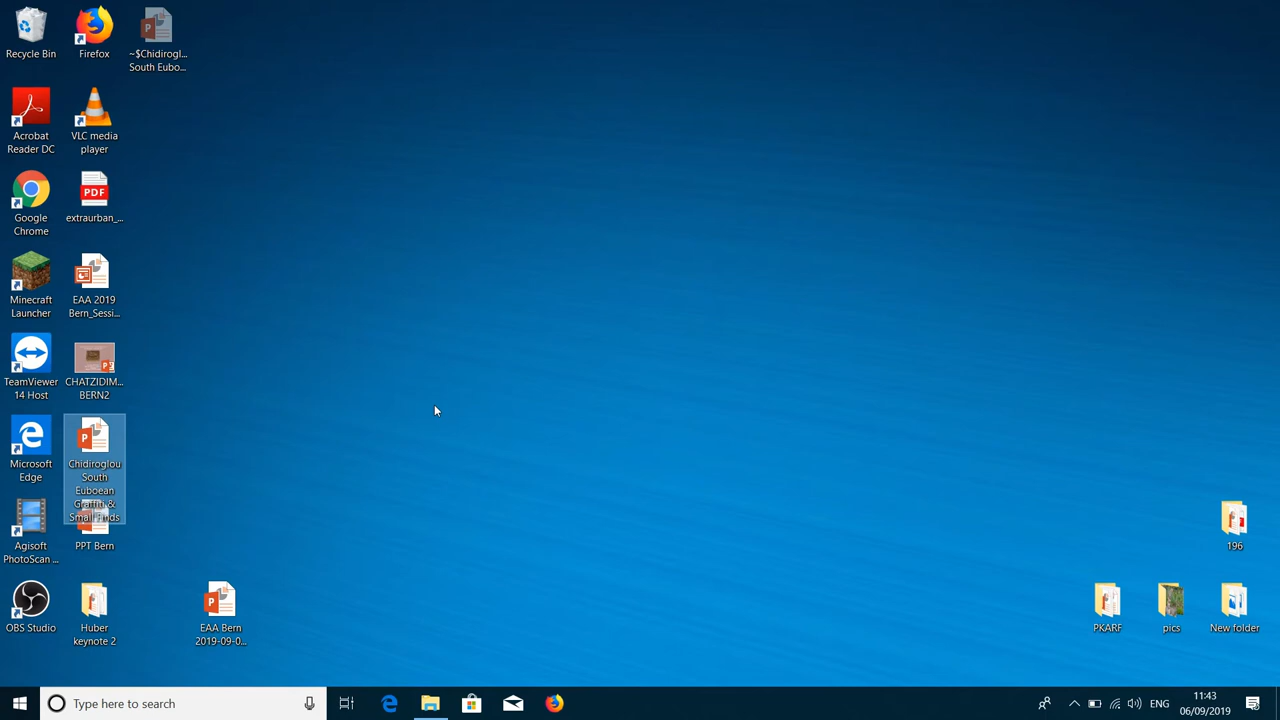 Recycle Bin
Firefox
~$Chidirogl...
South Eubo...
Acrobat
Reader DC
VLC media
player
Google
Chrome
PDF
extraurban_...
Minecraft
Launcher
EAA 2019
Bern_Sessi...
TeamViewer
14 Host
CHATZIDIM...
BERN2
Microsoft
Edge
Chidiroglou
South
Euboean
Graffiti &
Small Finds
Agisoft
PhotoScan ...
PPT Bern
OBS Studio
Huber
keynote 2
EAA Bern
2019-09-0...
196
PKARF
pics
New folder
Type here to search
ENG
11:43
06/09/2019